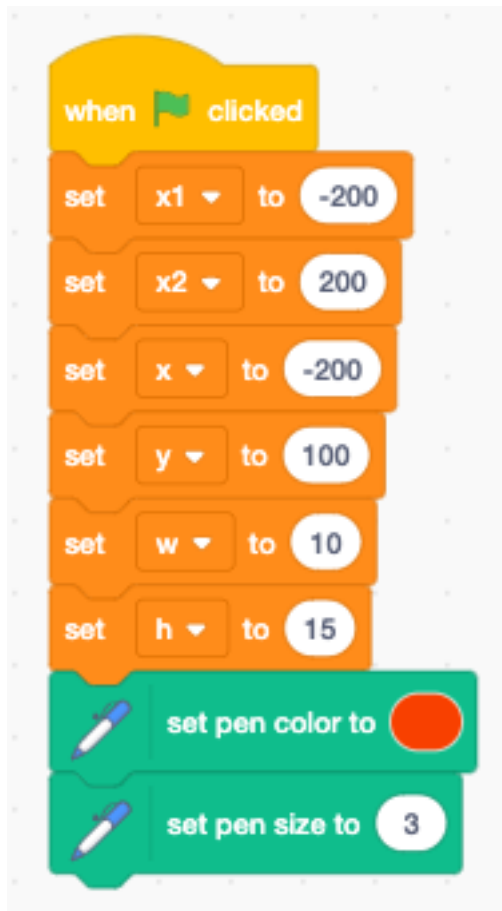 when clicked
set x1 to -200
set x2 to 200
set x to -200
set y to 100
set w to 10
set h to 15
set pen color to
set pen size to 3